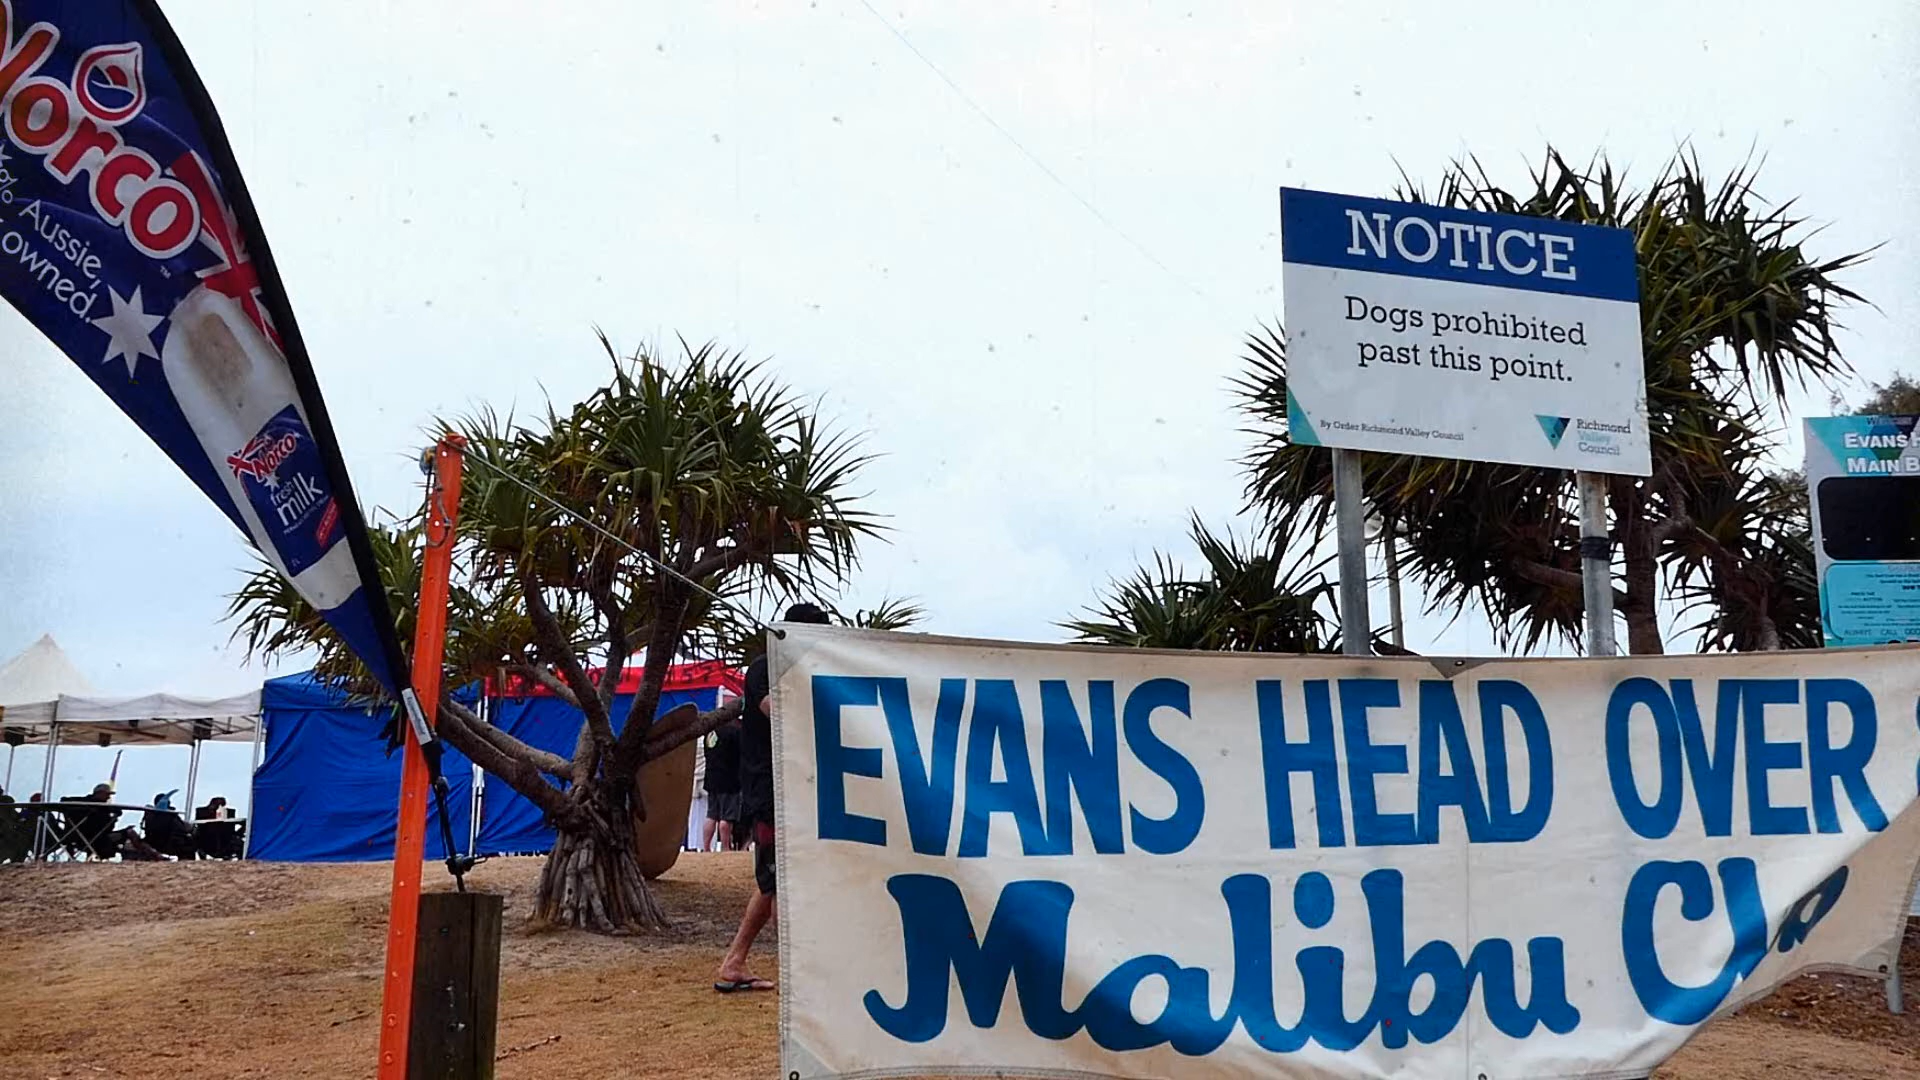 Norco
% Aussie,
owned.
Norco
fresh
milk
NOTICE
Dogs prohibited
past this point.
By Order Richmond Valley Council
Richmond
Valley
Council
EVANS
MAIN B
EVANS HEAD OVER
Malibu Clu